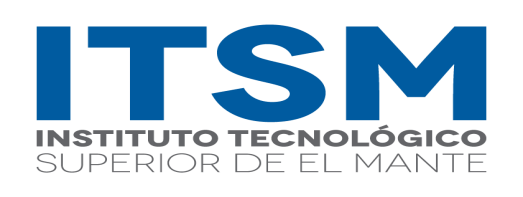 ITSM
INSTITUTO TECNOLÓGICO
SUPERIOR DE EL MANTE